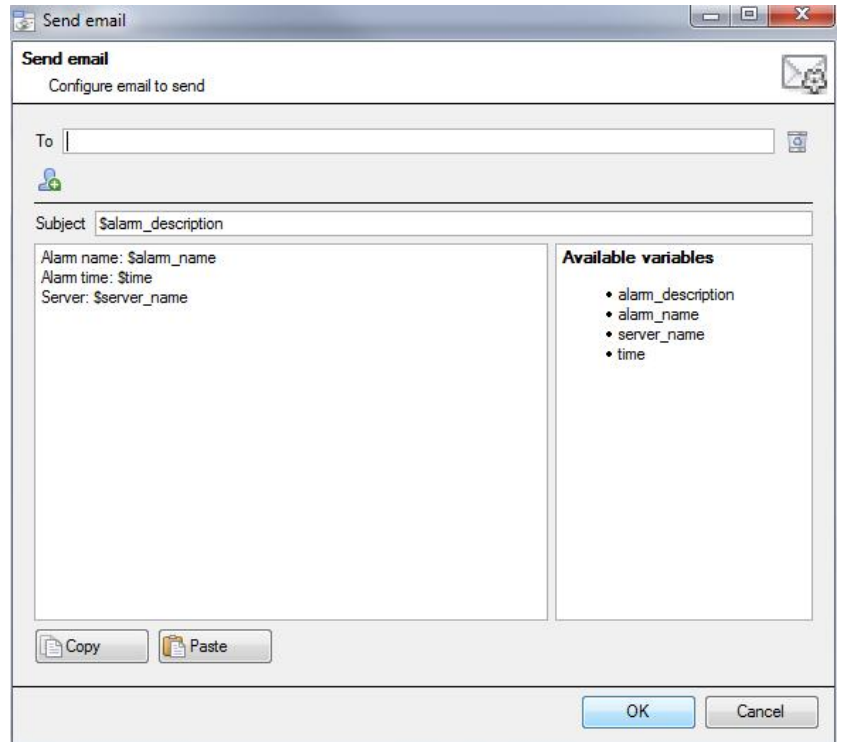 Send email
Send email
Configure email to send
To
Subject $alarm_description
Alarm name: $alarm_name
Alarm time: $time
Server: $server_name
Available variables
• alarm_description
• alarm_name
• server_name
• time
Copy Paste
OK Cancel